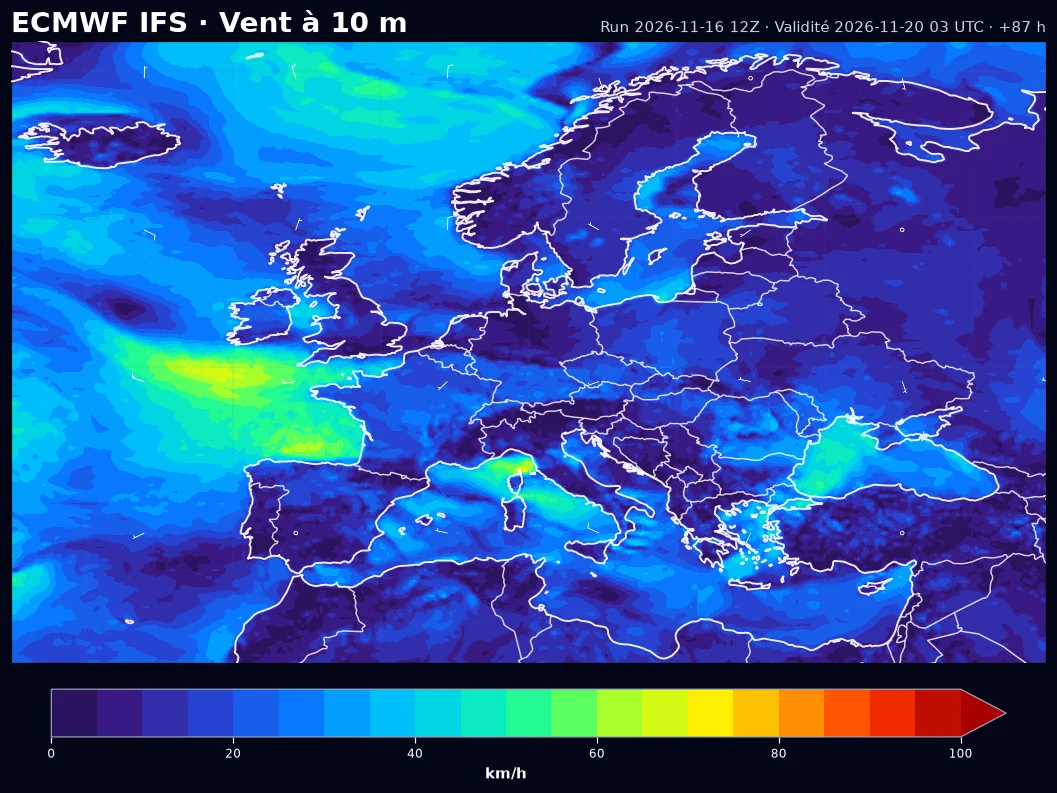 ECMWF IFS · Vent à 10 m
Run 2026-11-16 12Z · Validité 2026-11-20 03 UTC · +87 h
0 20 40 60 80 100
km/h